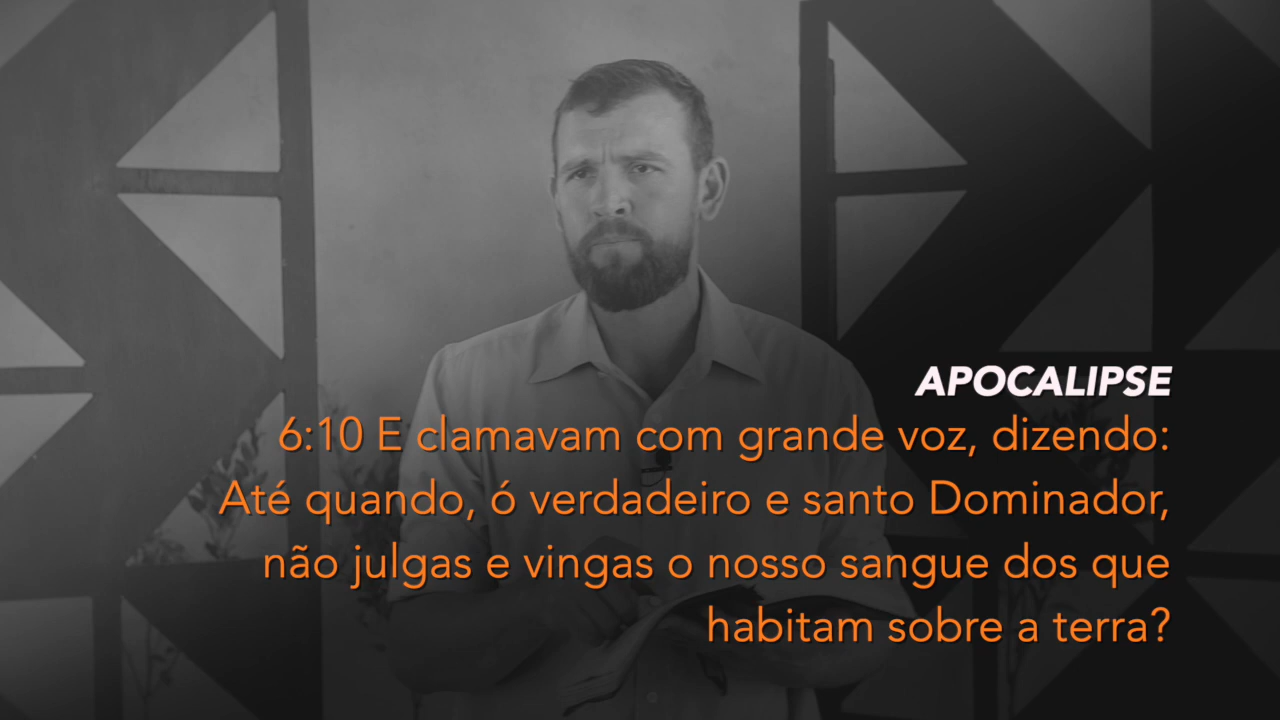 APOCALIPSE
6:10 E clamavam com grande voz, dizendo:
Até quando, ó verdadeiro e santo Dominador,
não julgas e vingas o nosso sangue dos que
habitam sobre a terra?